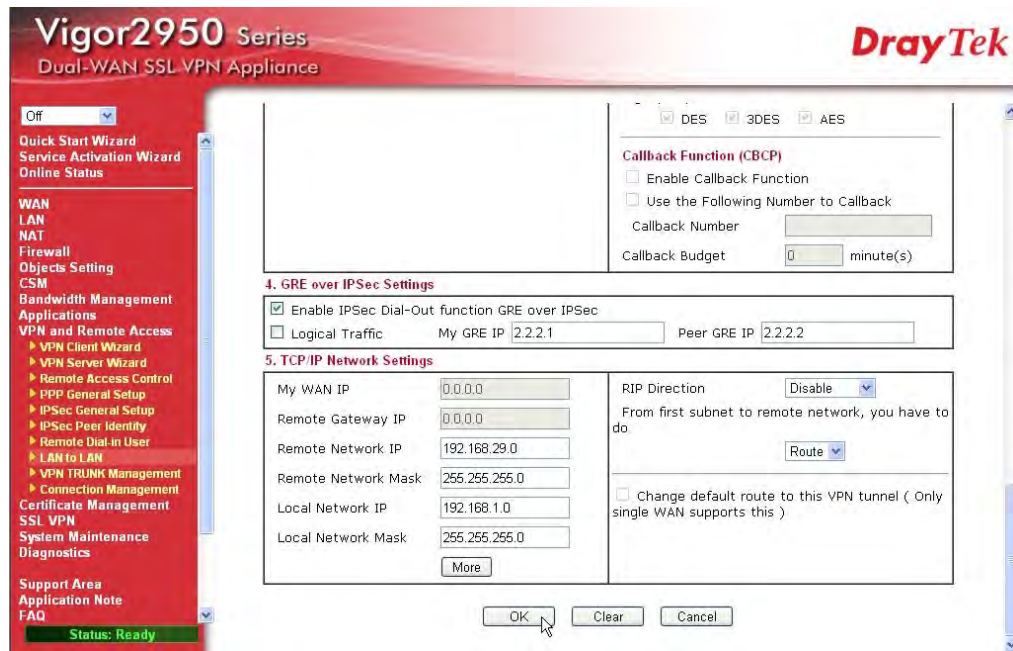 Vigor2950 Series
Dual-WAN SSL VPN Appliance
DrayTek
Off
Quick Start Wizard
Service Activation Wizard
Online Status
WAN
LAN
NAT
Firewall
Objects Setting
CSM
Bandwidth Management
Applications
VPN and Remote Access
VPN Client Wizard
VPN Server Wizard
Remote Access Control
PPP General Setup
IPSec General Setup
IPSec Peer Identity
Remote Dial-in User
LAN to LAN
VPN TRUNK Management
Connection Management
Certificate Management
SSL VPN
System Maintenance
Diagnostics
Support Area
Application Note
FAQ
Status: Ready
DES 3DES AES
Callback Function (CBCP)
Enable Callback Function
Use the Following Number to Callback
Callback Number
Callback Budget 0 minute(s)
4. GRE over IPSec Settings
Enable IPSec Dial-Out function GRE over IPSec
Logical Traffic My GRE IP 2.2.2.1 Peer GRE IP 2.2.2.2
5. TCP/IP Network Settings
My WAN IP 0.0.0.0
Remote Gateway IP 0.0.0.0
Remote Network IP 192.168.29.0
Remote Network Mask 255.255.255.0
Local Network IP 192.168.1.0
Local Network Mask 255.255.255.0
More
RIP Direction Disable
From first subnet to remote network, you have to
do
Route
Change default route to this VPN tunnel ( Only
single WAN supports this )
OK Clear Cancel